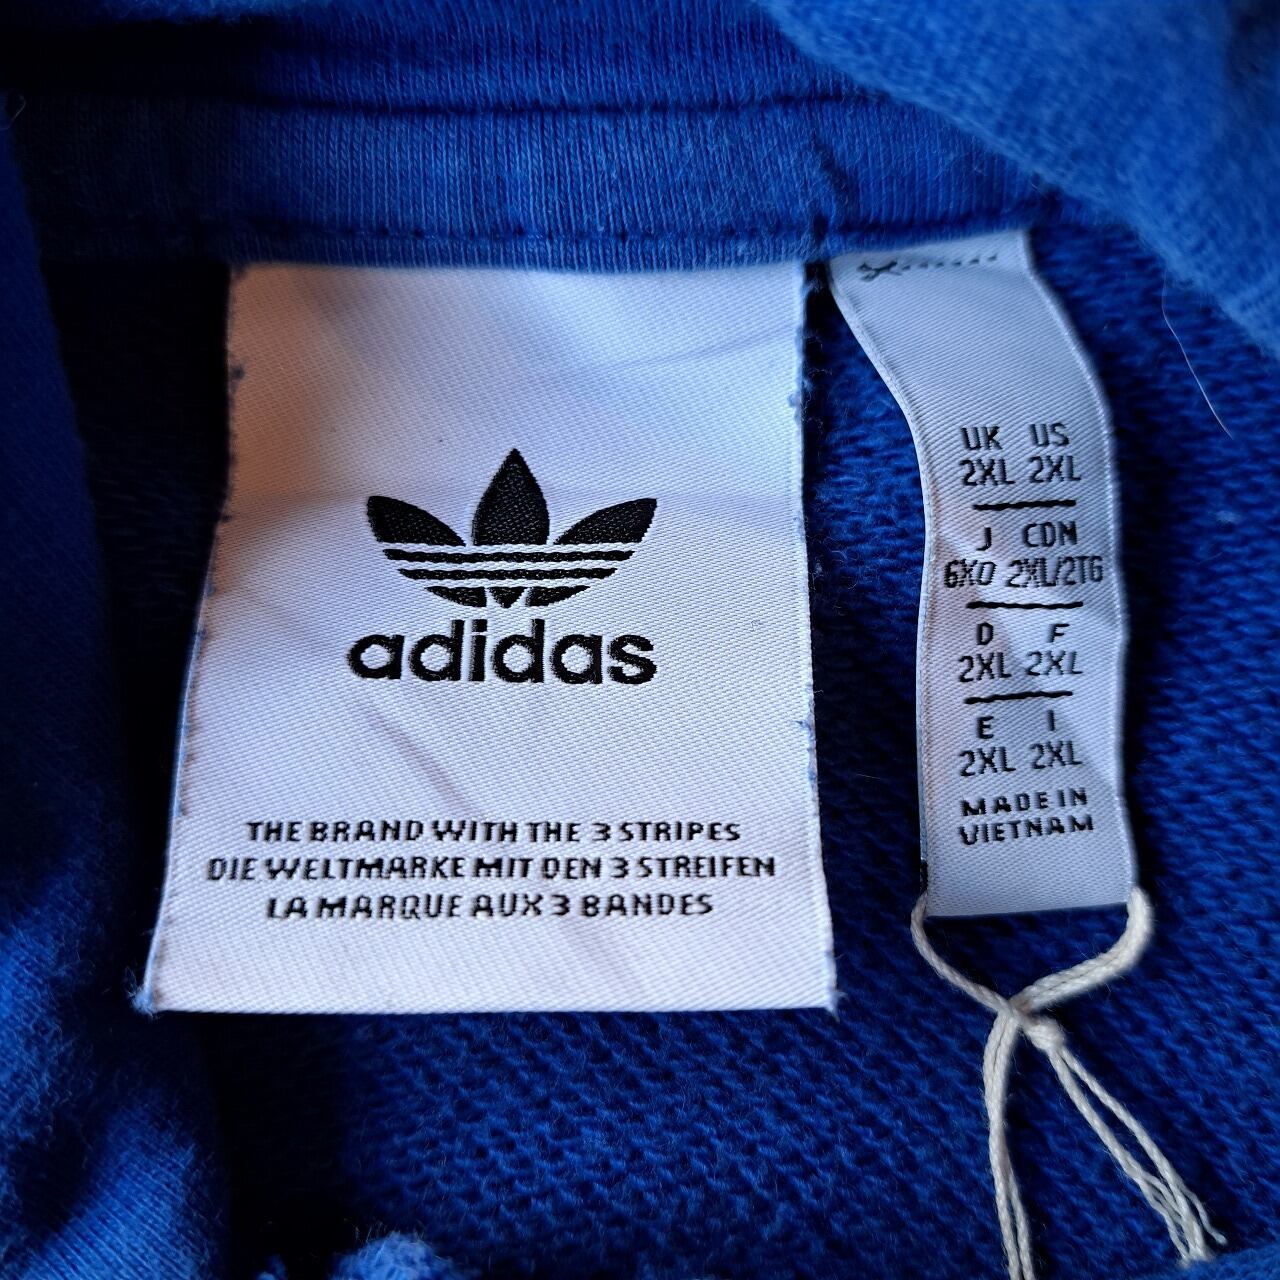 adidas
THE BRAND WITH THE 3 STRIPES
DIE WELTMARKE MIT DEN 3 STREIFEN
LA MARQUE AUX 3 BANDES
UK US
2XL 2XL
J CDN
6XO 2XL/2TG
D F
2XL 2XL
E I
2XL 2XL
MADE IN
VIETNAM